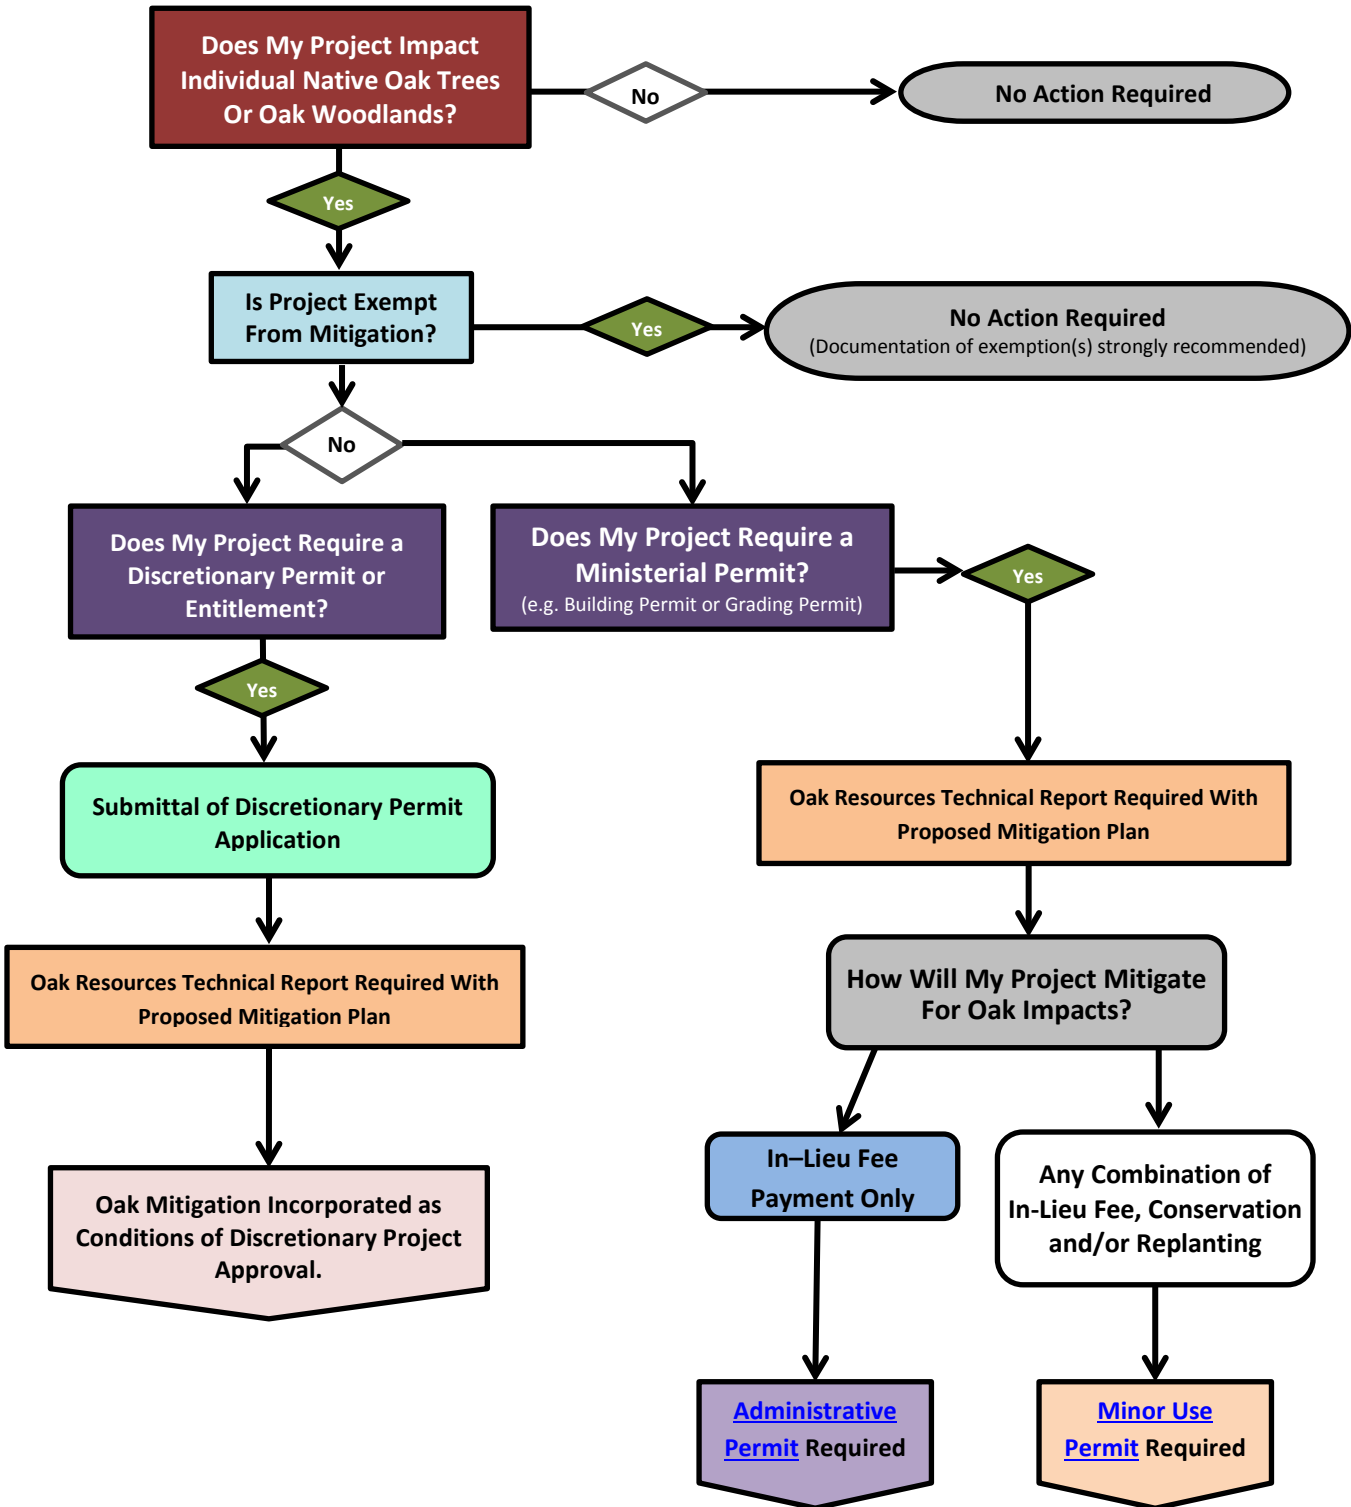 Does My Project Impact
Individual Native Oak Trees
Or Oak Woodlands?
No
No Action Required
Yes
Is Project Exempt
From Mitigation?
Yes
No Action Required
(Documentation of exemption(s) strongly recommended)
No
Does My Project Require a
Discretionary Permit or
Entitlement?
Does My Project Require a
Ministerial Permit?
(e.g. Building Permit or Grading Permit)
Yes
Yes
Submittal of Discretionary Permit
Application
Oak Resources Technical Report Required With
Proposed Mitigation Plan
Oak Resources Technical Report Required With
Proposed Mitigation Plan
How Will My Project Mitigate
For Oak Impacts?
Oak Mitigation Incorporated as
Conditions of Discretionary Project
Approval.
In–Lieu Fee
Payment Only
Any Combination of
In-Lieu Fee, Conservation
and/or Replanting
Administrative
Permit Required
Minor Use
Permit Required